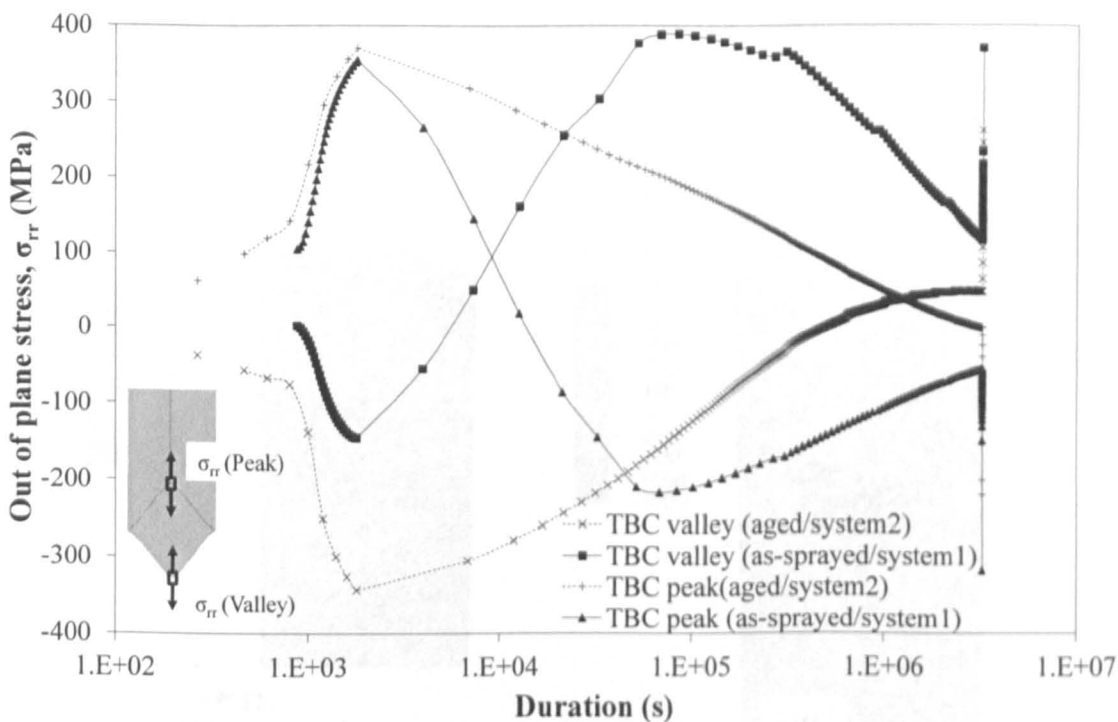 400
300
200
100
0
-100
-200
-300
-400
Out of plane stress, σrr (MPa)
σrr (Peak)
σrr (Valley)
TBC valley (aged/system2)
TBC valley (as-sprayed/system1)
TBC peak(aged/system2)
TBC peak (as-sprayed/system1)
1.E+02 1.E+03 1.E+04 1.E+05 1.E+06 1.E+07
Duration (s)